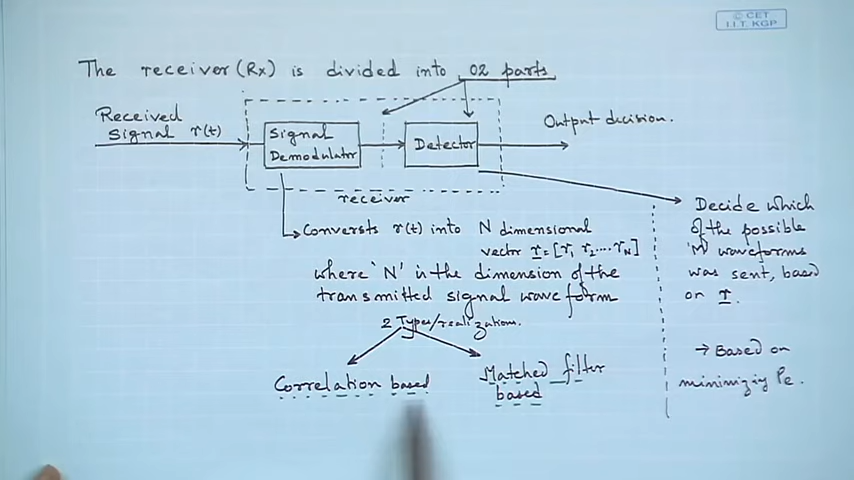 © CET
I.I.T. KGP
The receiver (Rx) is divided into 02 parts
Received
signal r(t)
Signal
Demodulator
Detector
Output decision.
receiver
Conversts r(t) into N dimensional
vector r = [r1 r2....rN]
where 'N' is the dimension of the
transmitted signal waveform
2 Types/realizations.
Correlation based
Matched filter
based
Decide which
of the possible
'M' waveforms
was sent, based
on r.
→ Based on
minimizing Pe.